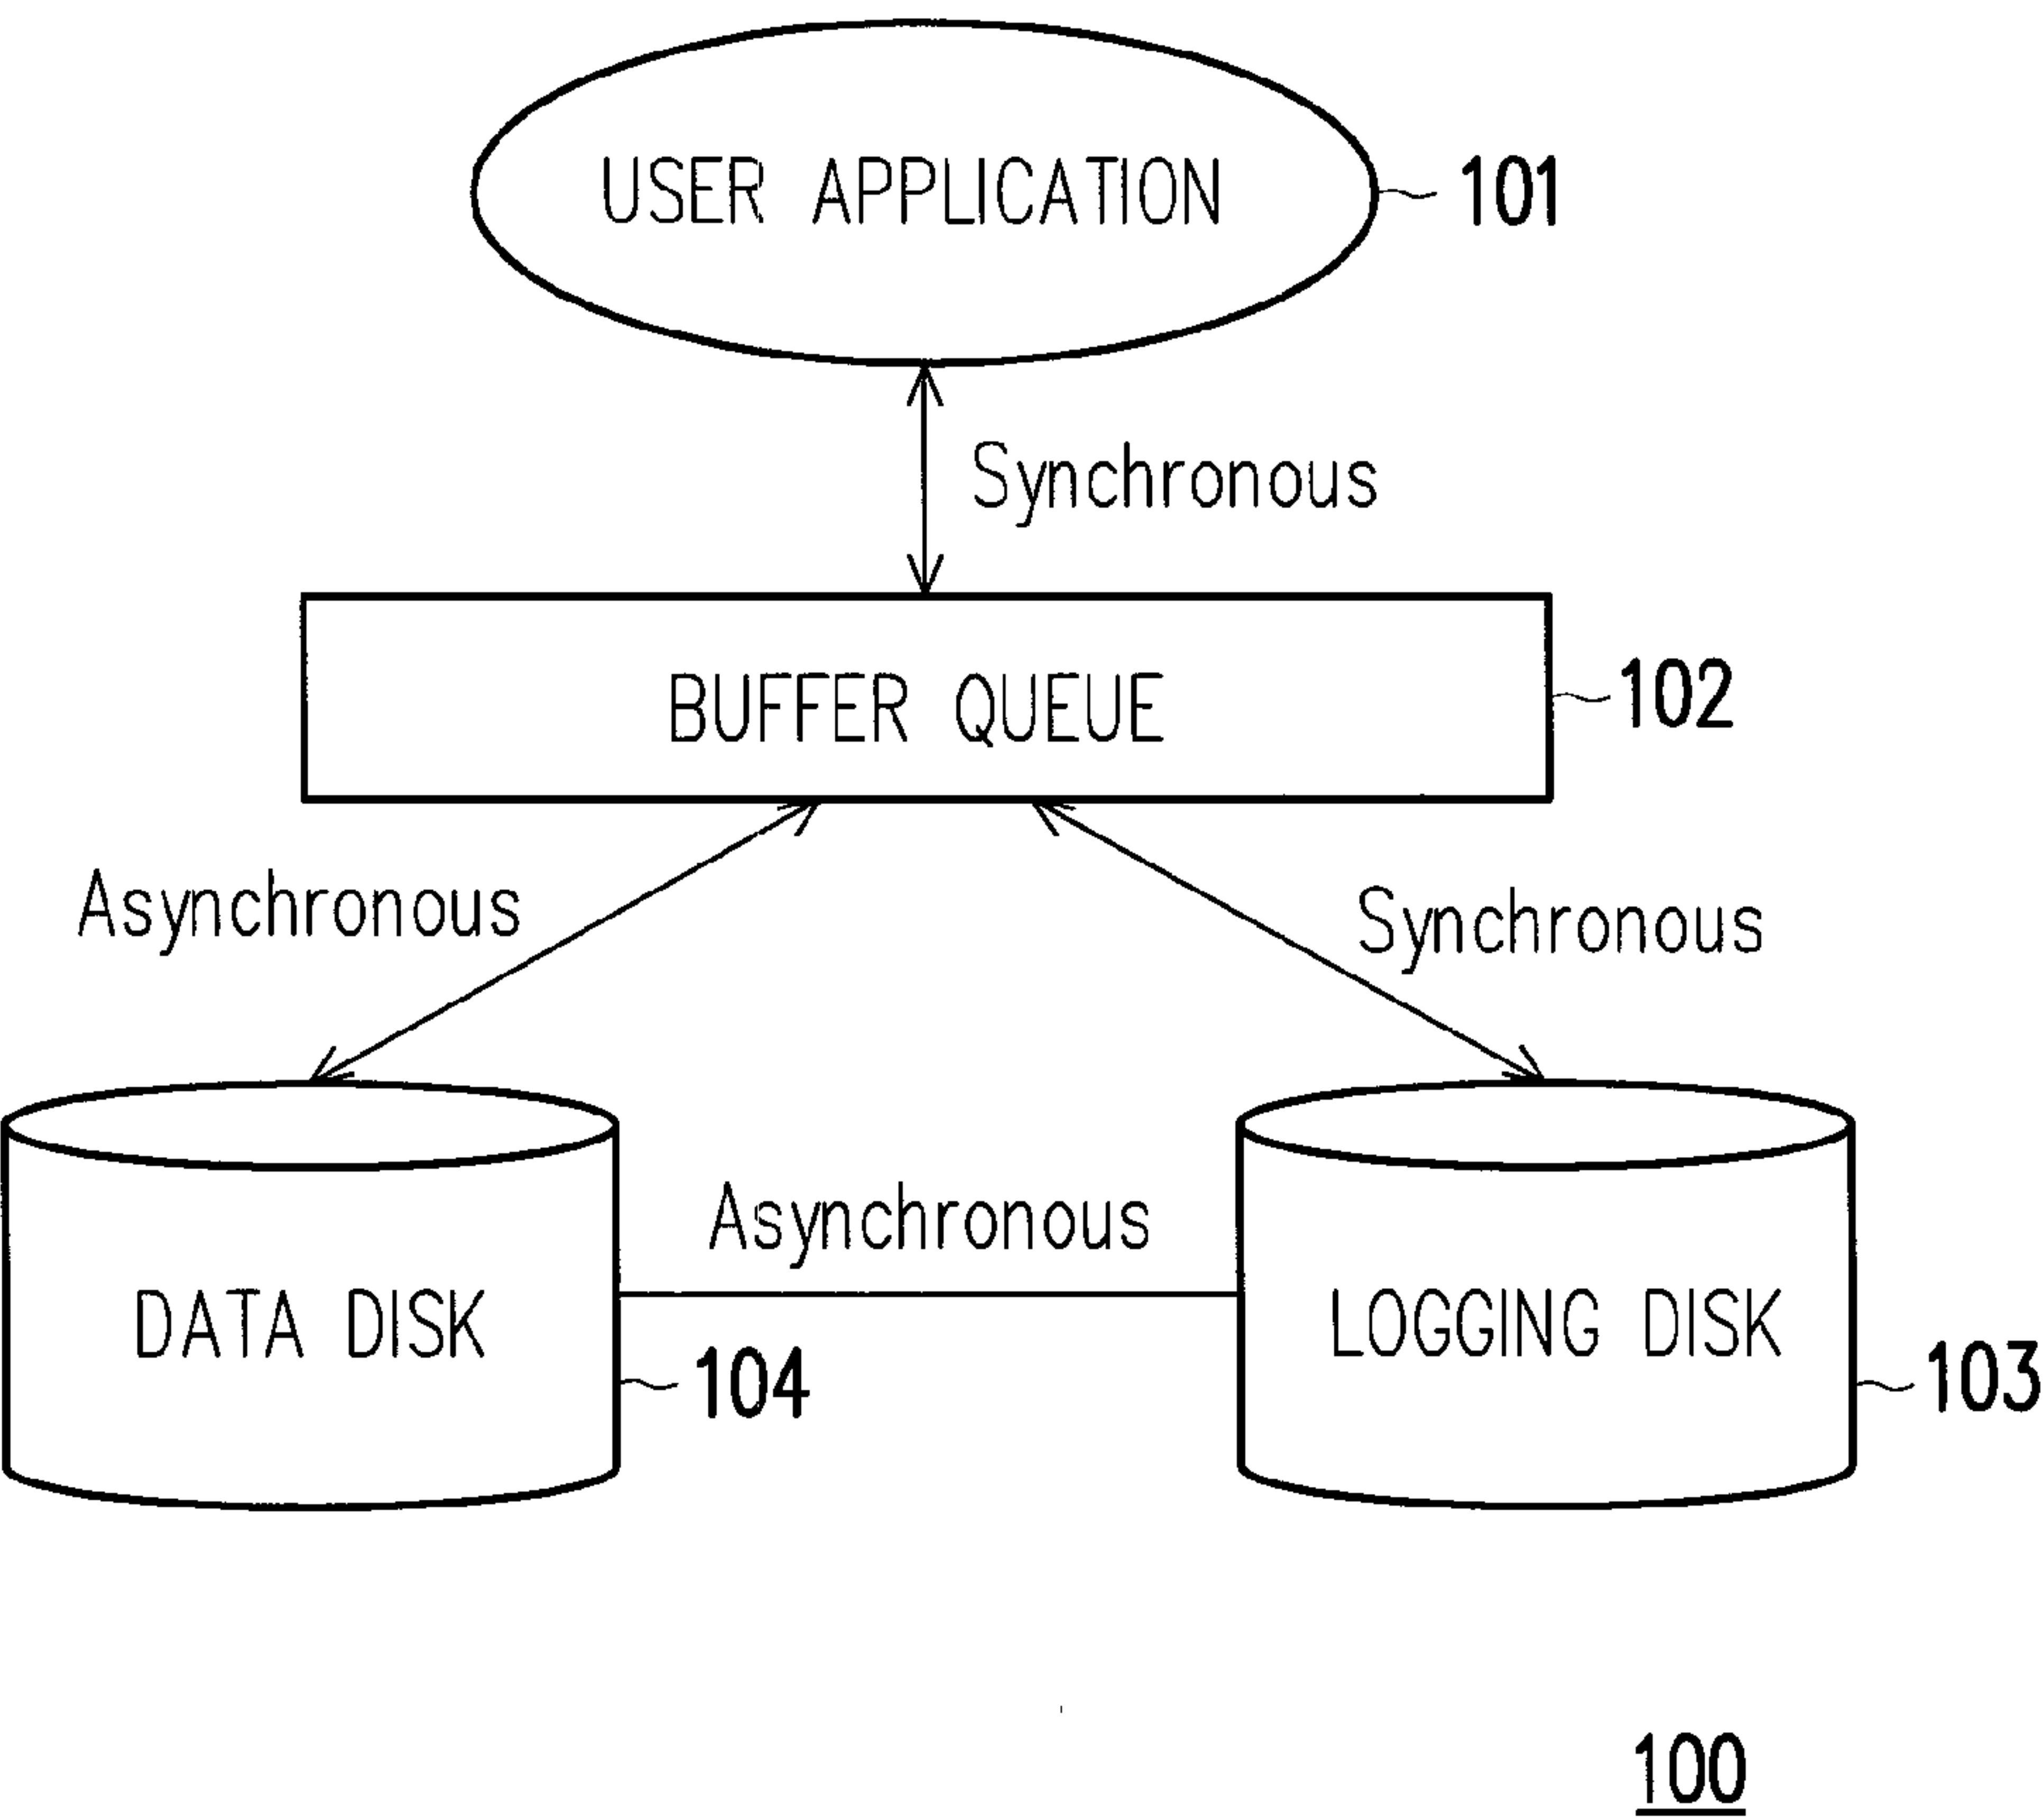 USER APPLICATION
101
Synchronous
BUFFER QUEUE
102
Asynchronous
Synchronous
Asynchronous
DATA DISK
104
LOGGING DISK
103
100